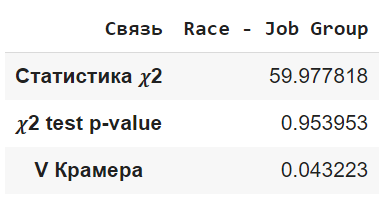 Связь Race - Job Group
Статистика χ2 59.977818
χ2 test p-value 0.953953
V Крамера 0.043223